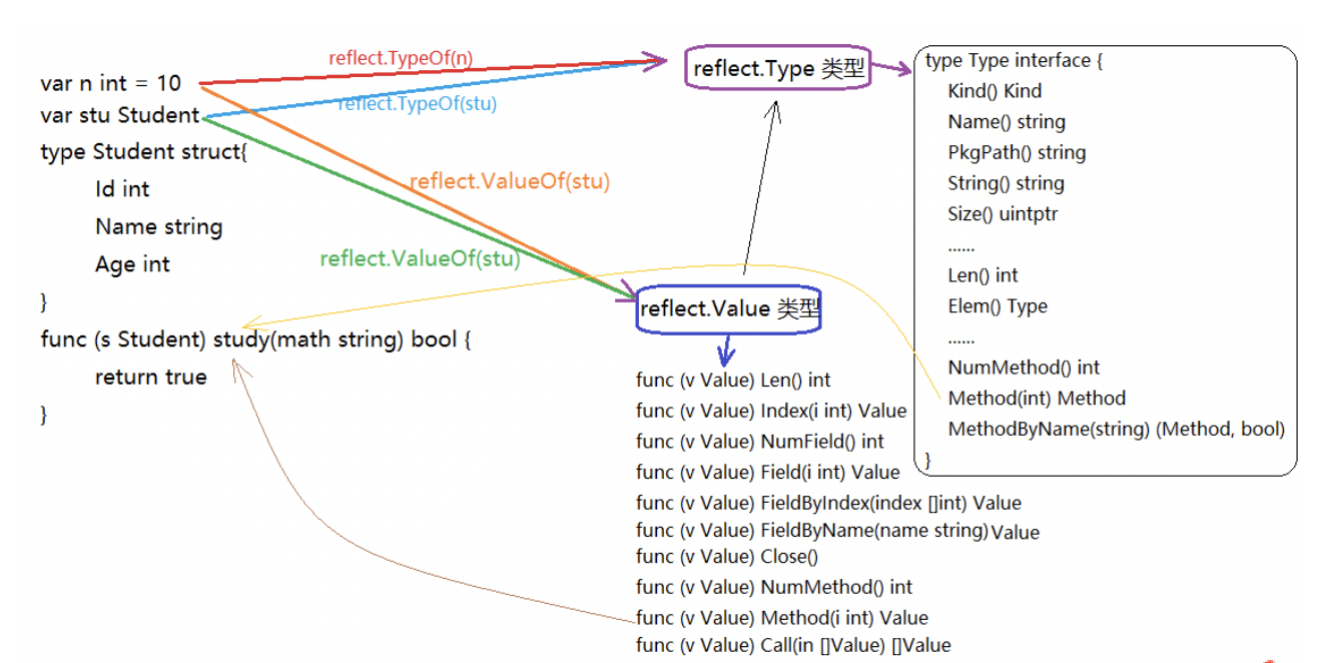 var n int = 10
var stu Student
type Student struct{
Id int
Name string
Age int
}
func (s Student) study(math string) bool {
return true
}
reflect.TypeOf(n)
reflect.TypeOf(stu)
reflect.ValueOf(stu)
reflect.ValueOf(stu)
reflect.Type 类型
reflect.Value 类型
func (v Value) Len() int
func (v Value) Index(i int) Value
func (v Value) NumField() int
func (v Value) Field(i int) Value
func (v Value) FieldByIndex(index []int) Value
func (v Value) FieldByName(name string) Value
func (v Value) Close()
func (v Value) NumMethod() int
func (v Value) Method(i int) Value
func (v Value) Call(in []Value) []Value
type Type interface {
Kind() Kind
Name() string
PkgPath() string
String() string
Size() uintptr
......
Len() int
Elem() Type
......
NumMethod() int
Method(int) Method
MethodByName(string) (Method, bool)
}